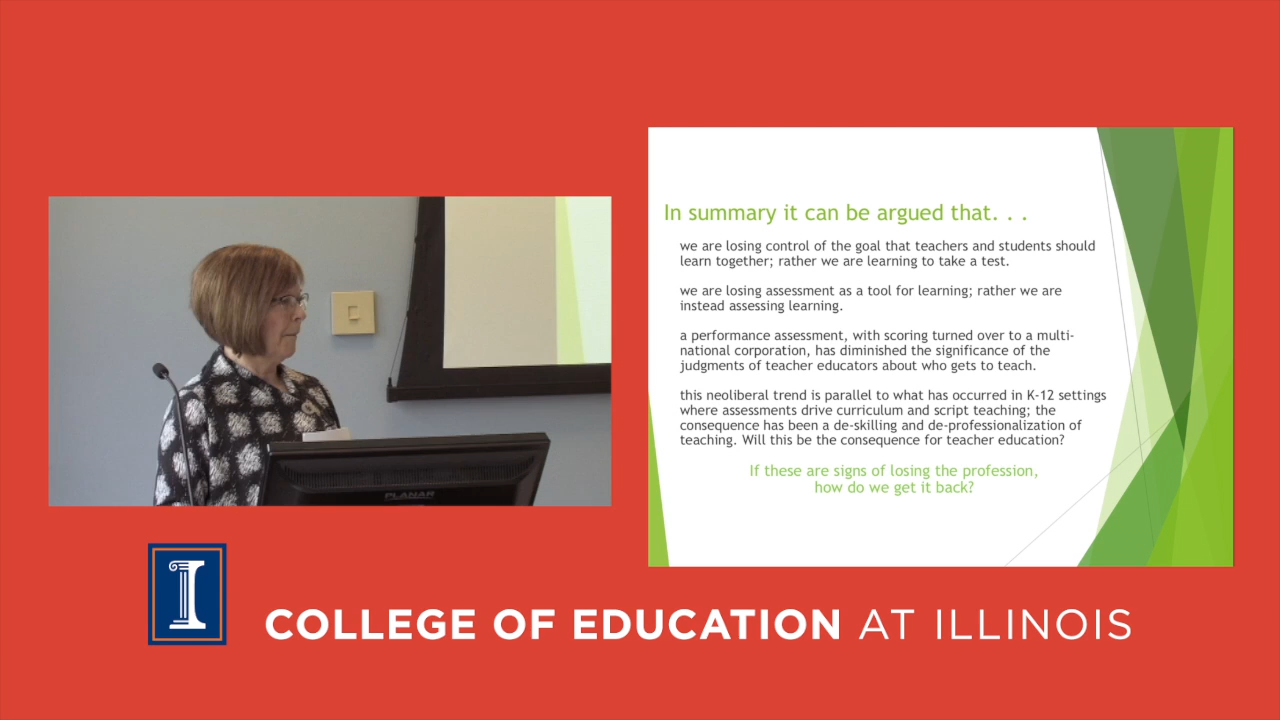 In summary it can be argued that. . .
we are losing control of the goal that teachers and students should
learn together; rather we are learning to take a test.
we are losing assessment as a tool for learning; rather we are
instead assessing learning.
a performance assessment, with scoring turned over to a multi-
national corporation, has diminished the significance of the
judgments of teacher educators about who gets to teach.
this neoliberal trend is parallel to what has occurred in K-12 settings
where assessments drive curriculum and script teaching; the
consequence has been a de-skilling and de-professionalization of
teaching. Will this be the consequence for teacher education?
If these are signs of losing the profession,
how do we get it back?
PLANAR
I
COLLEGE OF EDUCATION AT ILLINOIS